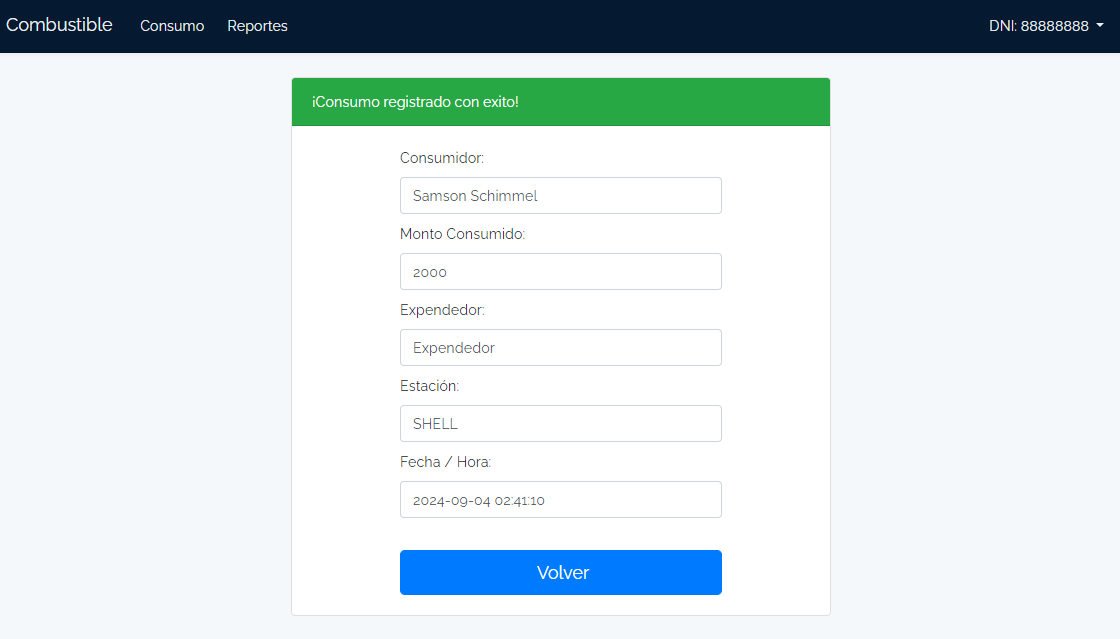 Combustible Consumo Reportes DNI: 88888888
¡Consumo registrado con exito!
Consumidor:
Samson Schimmel
Monto Consumido:
2000
Expendedor:
Expendedor
Estación:
SHELL
Fecha / Hora:
2024-09-04 02:41:10
Volver